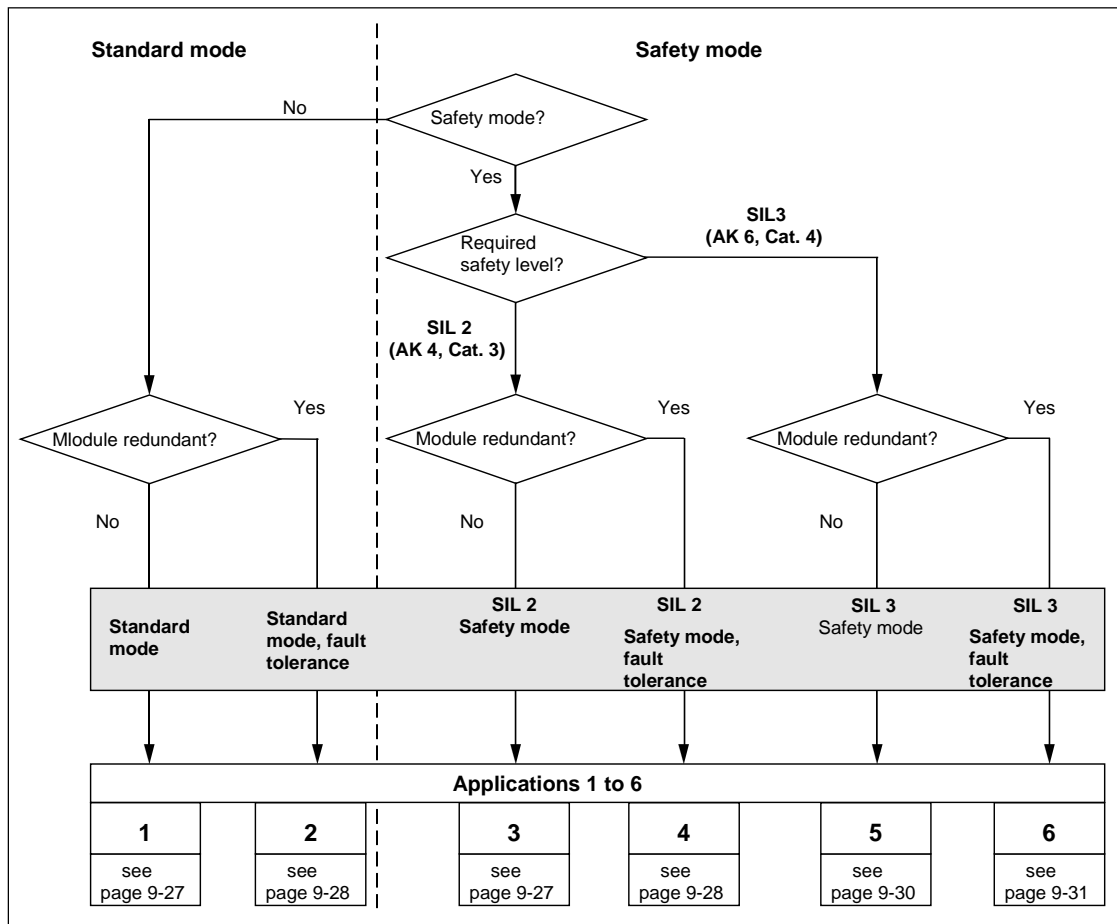 Standard mode
Safety mode
No
Safety mode?
Yes
SIL3
(AK 6, Cat. 4)
Required
safety level?
SIL 2
(AK 4, Cat. 3)
Yes
Yes
Yes
Mlodule redundant?
Module redundant?
Module redundant?
No
No
No
Standard
mode
Standard
mode, fault
tolerance
SIL 2
Safety mode
SIL 2
Safety mode,
fault
tolerance
SIL 3
Safety mode
SIL 3
Safety mode,
fault
tolerance
Applications 1 to 6
1
see
page 9-27
2
see
page 9-28
3
see
page 9-27
4
see
page 9-28
5
see
page 9-30
6
see
page 9-31